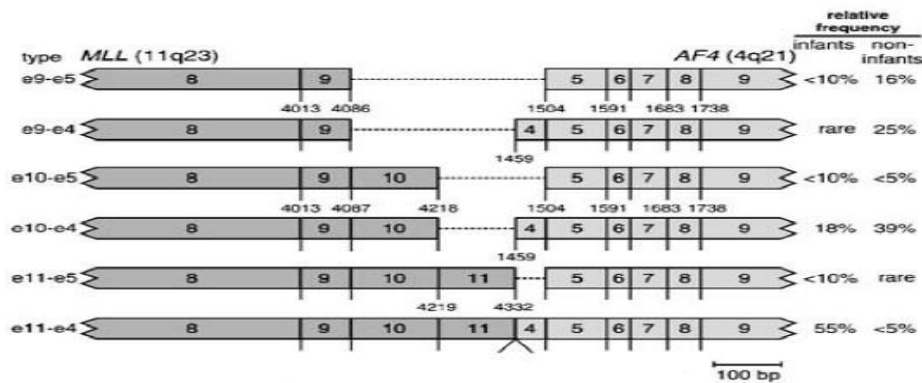 relative
frequency
type MLL (11q23) AF4 (4q21) infants non-
infants
e9-e5 8 9 5 6 7 8 9 <10% 16%
4013 4086 1504 1591 1683 1738
e9-e4 8 9 4 5 6 7 8 9 rare 25%
1459
e10-e5 8 9 10 5 6 7 8 9 <10% <5%
4013 4087 4218 1504 1591 1683 1738
e10-e4 8 9 10 4 5 6 7 8 9 18% 39%
1459
e11-e5 8 9 10 11 5 6 7 8 9 <10% rare
4219 4332
e11-e4 8 9 10 11 4 5 6 7 8 9 55% <5%
100 bp